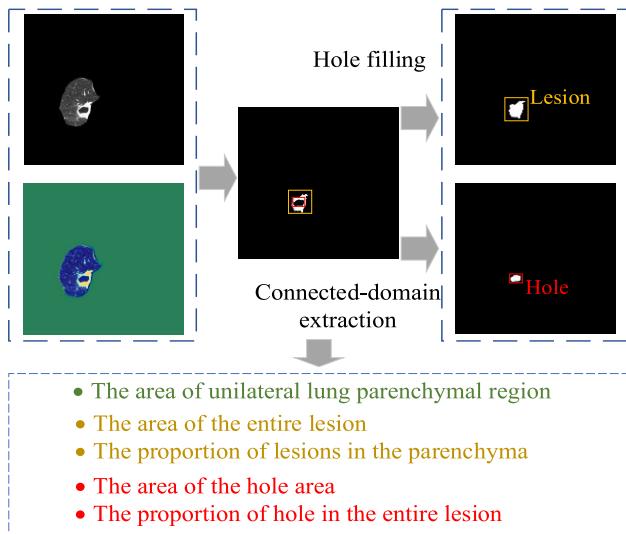 Hole filling
Lesion
Hole
Connected-domain
extraction
• The area of unilateral lung parenchymal region
• The area of the entire lesion
• The proportion of lesions in the parenchyma
• The area of the hole area
• The proportion of hole in the entire lesion